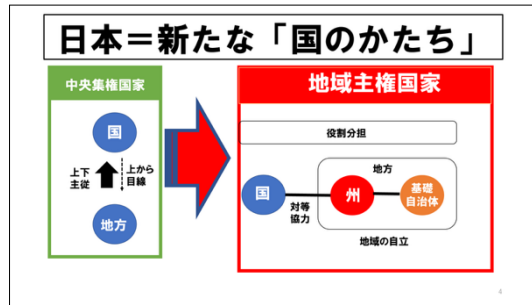 日本＝新たな「国のかたち」
中央集権国家
国
上下
主従
上から
目線
地方
地域主権国家
役割分担
地方
国
対等
協力
州
基礎
自治体
地域の自立
4